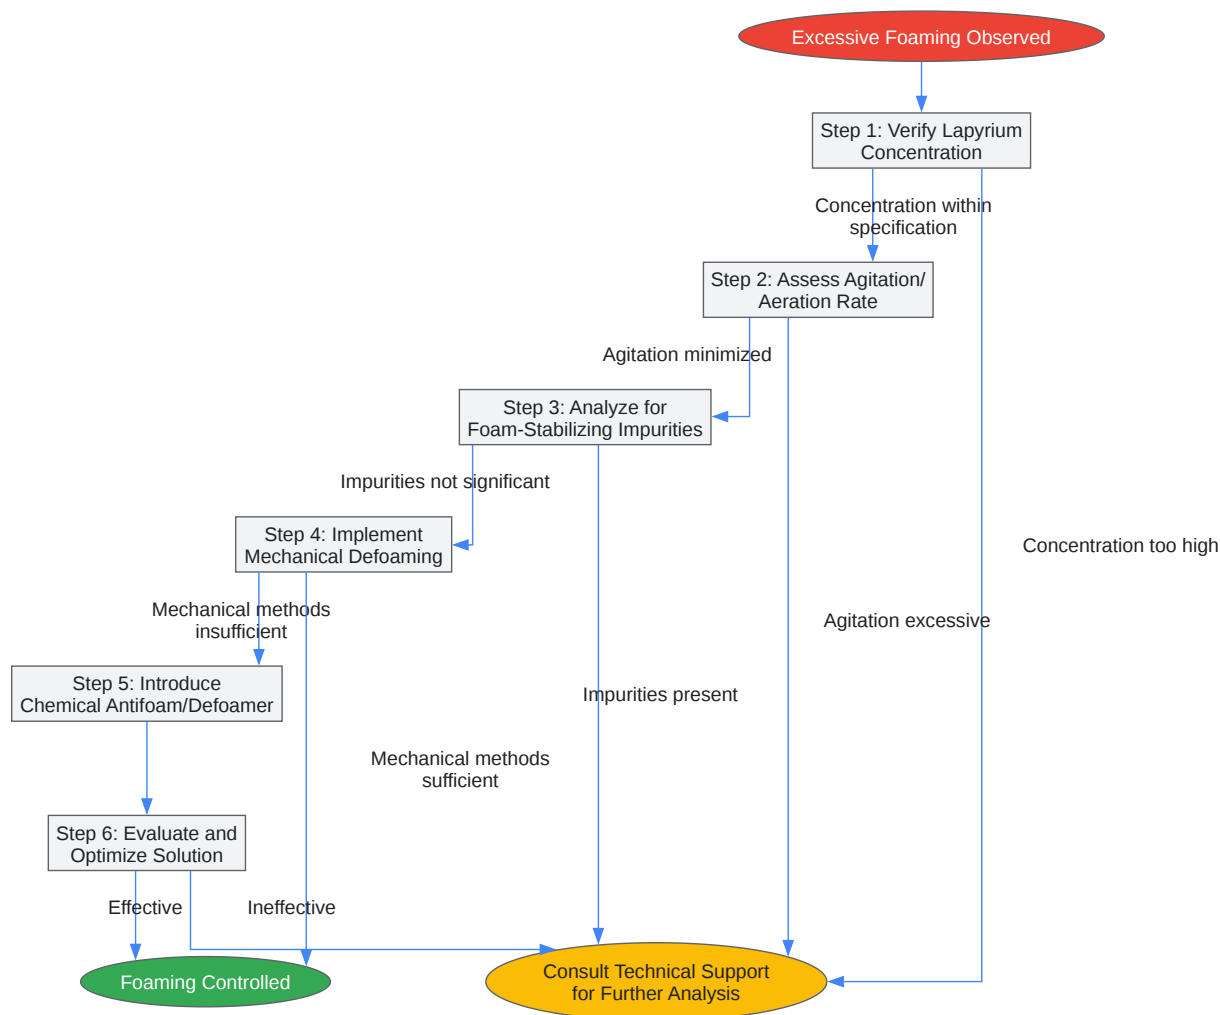 Excessive Foaming Observed
Step 1: Verify Lapyrium
Concentration
Concentration within
specification
Step 2: Assess Agitation/
Aeration Rate
Agitation minimized
Step 3: Analyze for
Foam-Stabilizing Impurities
Impurities not significant
Step 4: Implement
Mechanical Defoaming
Concentration too high
Mechanical methods
insufficient
Agitation excessive
Step 5: Introduce
Chemical Antifoam/Defoamer
Impurities present
Mechanical methods
sufficient
Step 6: Evaluate and
Optimize Solution
Effective
Ineffective
Foaming Controlled
Consult Technical Support
for Further Analysis